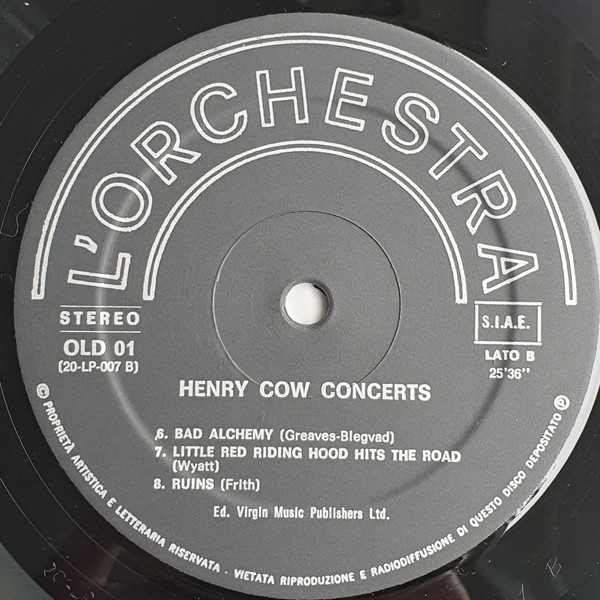 L'ORCHESTRA
STEREO
OLD 01
(20-LP-007 B)
S.I.A.E.
LATO B
25'36"
HENRY COW CONCERTS
6. BAD ALCHEMY (Greaves-Blegvad)
7. LITTLE RED RIDING HOOD HITS THE ROAD
(Wyatt)
8. RUINS (Frith)
Ed. Virgin Music Publishers Ltd.
© PROPRIETÀ ARTISTICA E LETTERARIA RISERVATA - VIETATA RIPRODUZIONE E RADIODIFFUSIONE DI QUESTO DISCO DEPOSITATO ℗